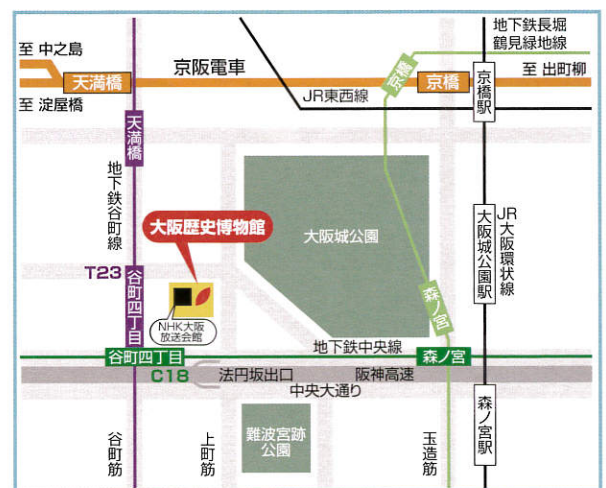 地下鉄長堀
鶴見緑地線
至 中之島
京阪電車
天満橋
京橋
京橋
京橋駅
至 出町柳
至 淀屋橋
JR東西線
天満橋
地下鉄谷町線
大阪歴史博物館
大阪城公園
大阪城公園駅
JR大阪環状線
T23
谷町四丁目
NHK大阪
放送会館
森ノ宮
地下鉄中央線
谷町四丁目
森ノ宮
C18
法円坂出口
阪神高速
中央大通り
森ノ宮駅
谷町筋
上町筋
難波宮跡
公園
玉造筋